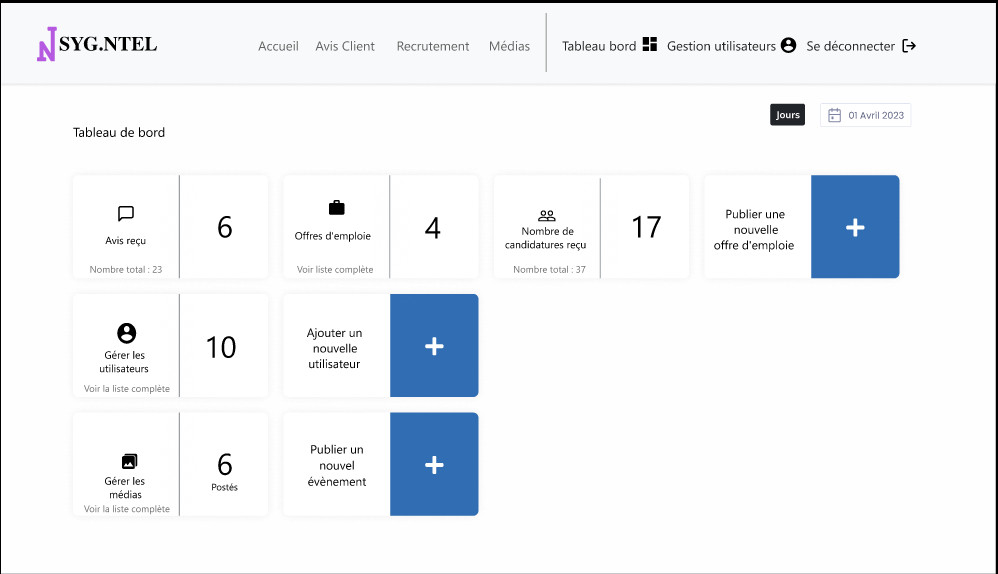 SYG.NTEL
Accueil Avis Client Recrutement Médias Tableau bord Gestion utilisateurs Se déconnecter
Jours 01 Avril 2023
Tableau de bord
Avis reçu
Nombre total : 23
6
Offres d'emploie
Voir liste complète
4
Nombre de
candidatures reçu
Nombre total : 37
17
Publier une
nouvelle
offre d'emploie
Gérer les
utilisateurs
Voir la liste complète
10
Ajouter un
nouvelle
utilisateur
Gérer les
médias
Voir la liste complète
6
Postés
Publier un
nouvel
évènement